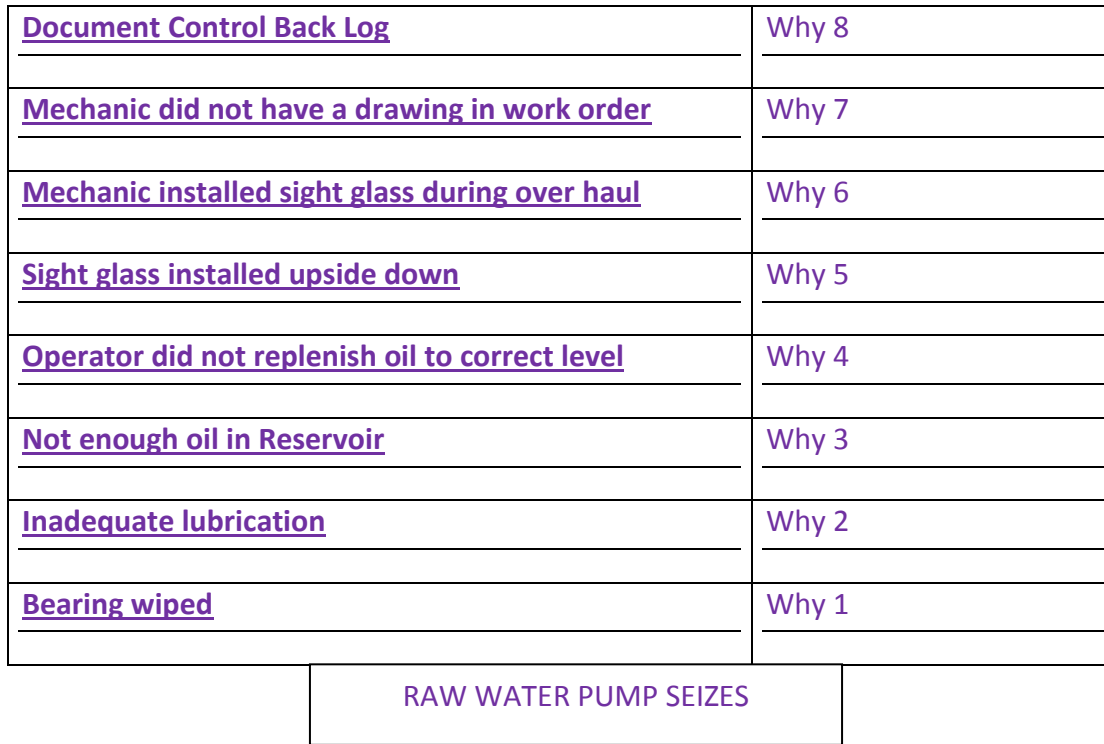 Document Control Back Log Why 8
Mechanic did not have a drawing in work order Why 7
Mechanic installed sight glass during over haul Why 6
Sight glass installed upside down Why 5
Operator did not replenish oil to correct level Why 4
Not enough oil in Reservoir Why 3
Inadequate lubrication Why 2
Bearing wiped Why 1
RAW WATER PUMP SEIZES